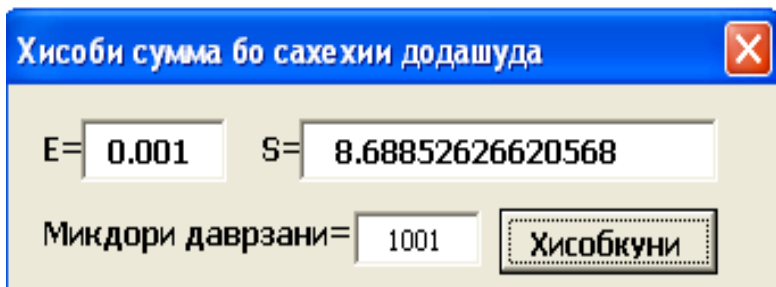 Хисоби сумма бо сахехии додашуда
E= 0.001 S= 8.68852626620568
Микдори даврзани= 1001 Хисобкуни